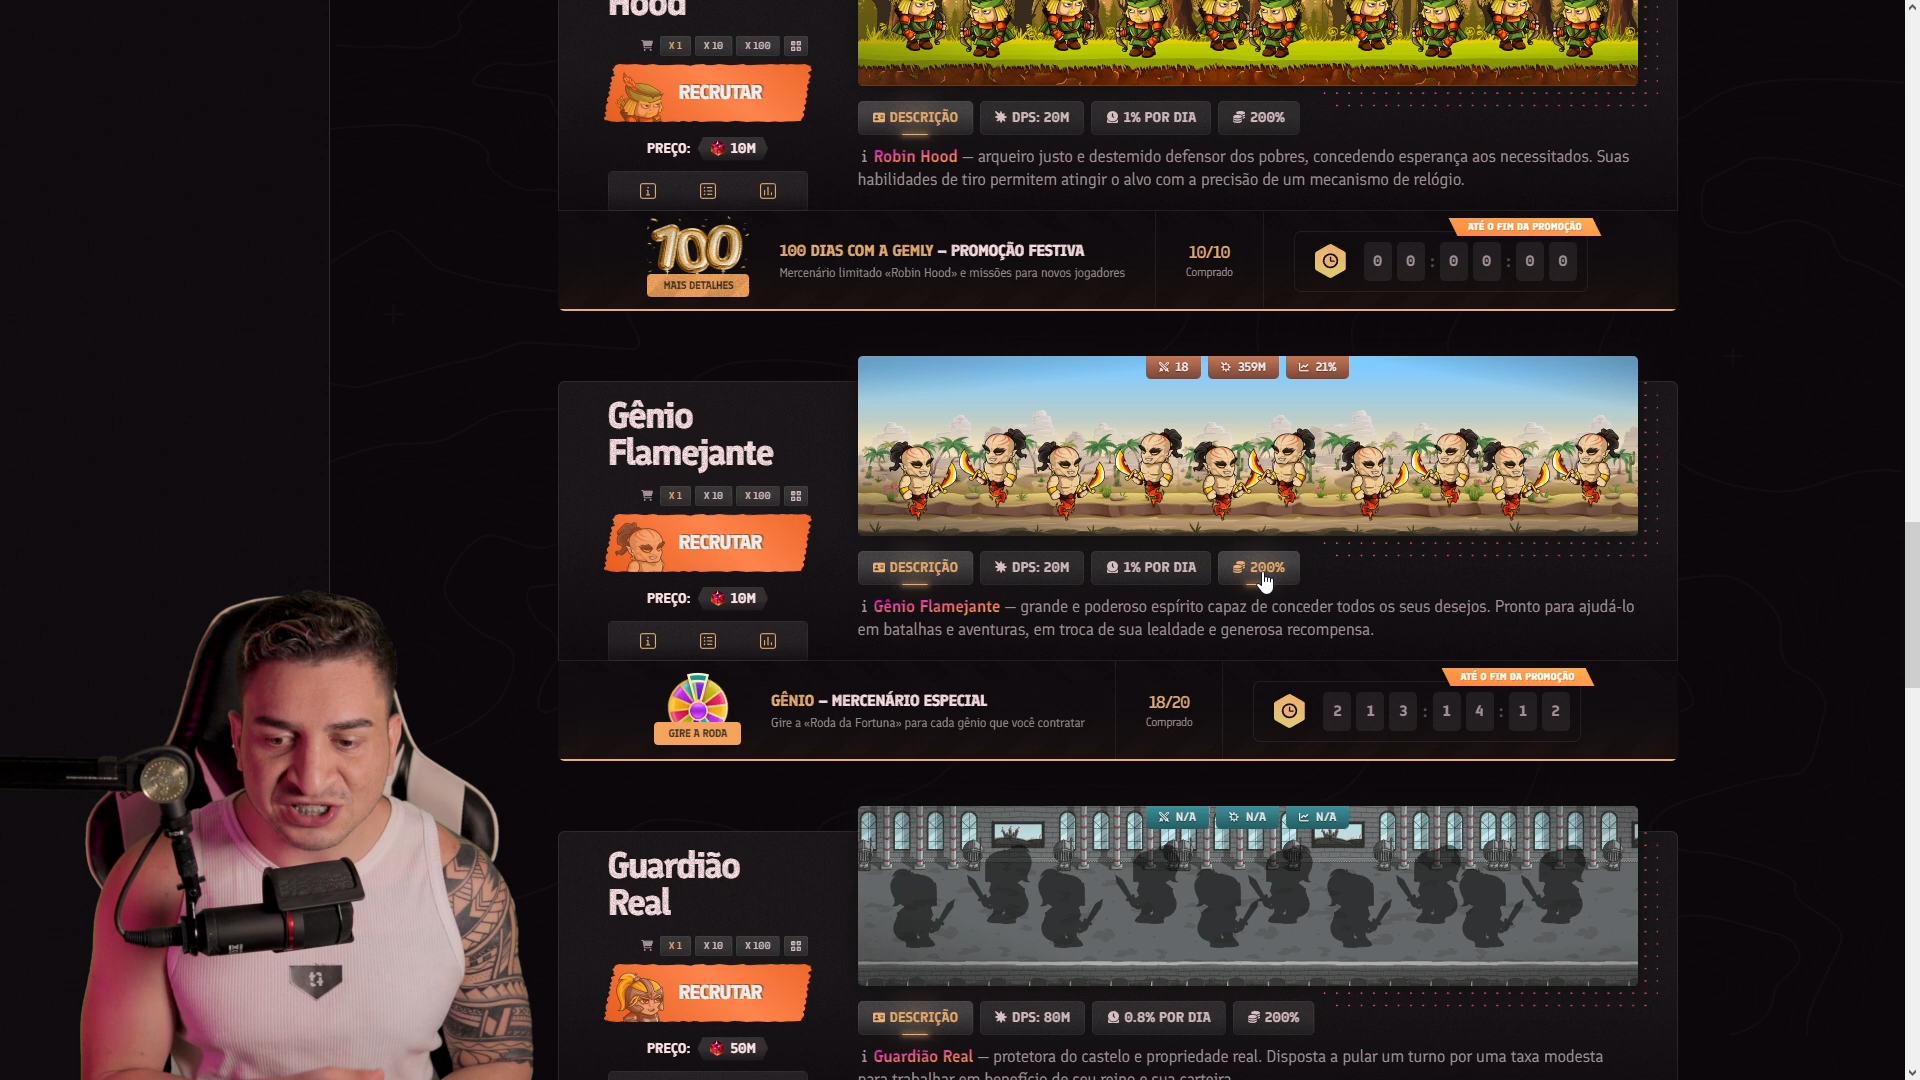 Hood
X 1 X 10 X 100
RECRUTAR
PREÇO: 10M
DESCRIÇÃO DPS: 20M 1% POR DIA 200%
Robin Hood — arqueiro justo e destemido defensor dos pobres, concedendo esperança aos necessitados. Suas
habilidades de tiro permitem atingir o alvo com a precisão de um mecanismo de relógio.
100
MAIS DETALHES
100 DIAS COM A GEMLY – PROMOÇÃO FESTIVA
Mercenário limitado «Robin Hood» e missões para novos jogadores
10/10
Comprado
ATÉ O FIM DA PROMOÇÃO
0 0 : 0 0 : 0 0
18 359M 21%
Gênio
Flamejante
X 1 X 10 X 100
RECRUTAR
PREÇO: 10M
DESCRIÇÃO DPS: 20M 1% POR DIA 200%
Gênio Flamejante — grande e poderoso espírito capaz de conceder todos os seus desejos. Pronto para ajudá-lo
em batalhas e aventuras, em troca de sua lealdade e generosa recompensa.
GIRE A RODA
GÊNIO – MERCENÁRIO ESPECIAL
Gire a «Roda da Fortuna» para cada gênio que você contratar
18/20
Comprado
ATÉ O FIM DA PROMOÇÃO
2 1 3 : 1 4 : 1 2
N/A N/A N/A
Guardião
Real
X 1 X 10 X 100
RECRUTAR
PREÇO: 50M
DESCRIÇÃO DPS: 80M 0.8% POR DIA 200%
Guardião Real — protetora do castelo e propriedade real. Disposta a pular um turno por uma taxa modesta
para trabalhar em benefício de seu reino e sua carteira.